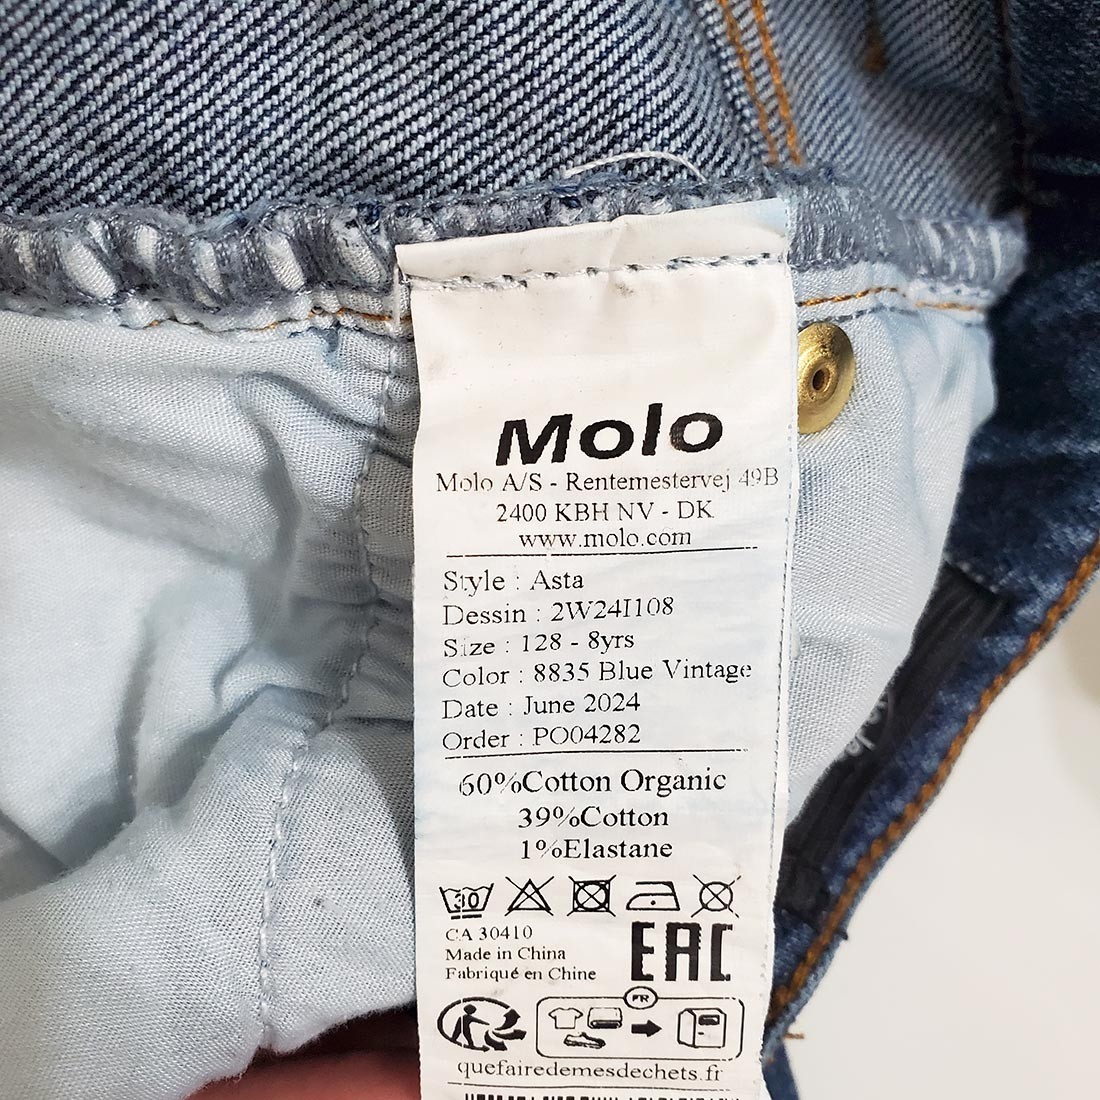 Molo
Molo A/S - Rentemestervej 49B
2400 KBH NV - DK
www.molo.com
Style : Asta
Dessin : 2W24I108
Size : 128 - 8yrs
Color : 8835 Blue Vintage
Date : June 2024
Order : PO04282
60%Cotton Organic
39%Cotton
1%Elastane
30
CA 30410
Made in China
Fabriqué en Chine
EAC
FR
quefairedemesdechets.fr